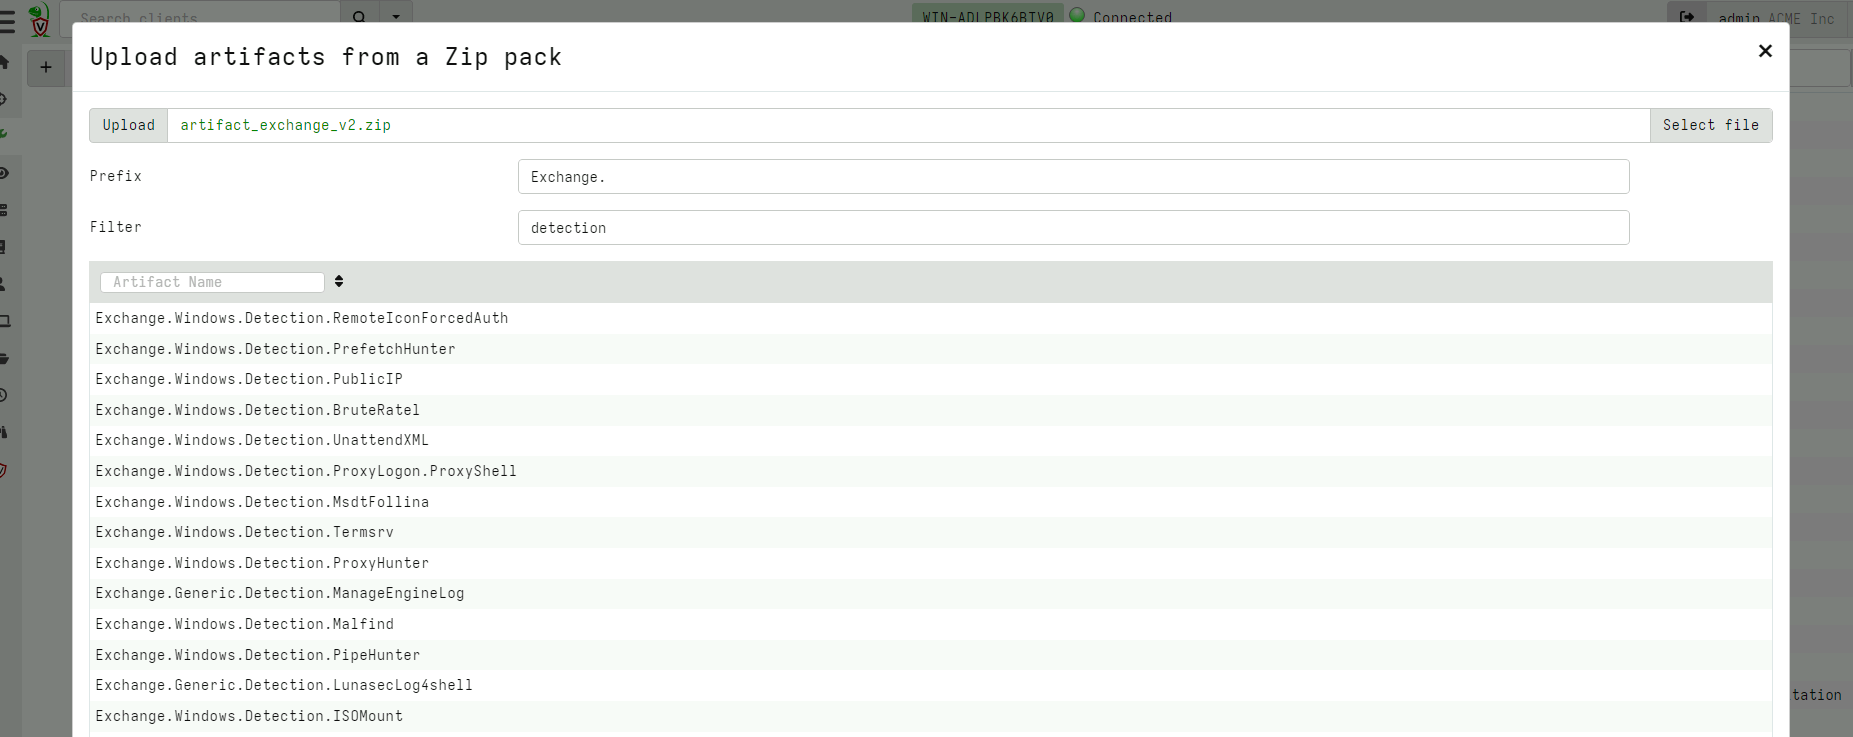 Search clients
WIN-ADLPBK6BTV0 Connected
admin ACME Inc
Upload artifacts from a Zip pack
Upload artifact_exchange_v2.zip Select file
Prefix Exchange.
Filter detection
Artifact Name
Exchange.Windows.Detection.RemoteIconForcedAuth
Exchange.Windows.Detection.PrefetchHunter
Exchange.Windows.Detection.PublicIP
Exchange.Windows.Detection.BruteRatel
Exchange.Windows.Detection.UnattendXML
Exchange.Windows.Detection.ProxyLogon.ProxyShell
Exchange.Windows.Detection.MsdtFollina
Exchange.Windows.Detection.Termsrv
Exchange.Windows.Detection.ProxyHunter
Exchange.Generic.Detection.ManageEngineLog
Exchange.Windows.Detection.Malfind
Exchange.Windows.Detection.PipeHunter
Exchange.Generic.Detection.LunasecLog4shell
tation
Exchange.Windows.Detection.ISOMount